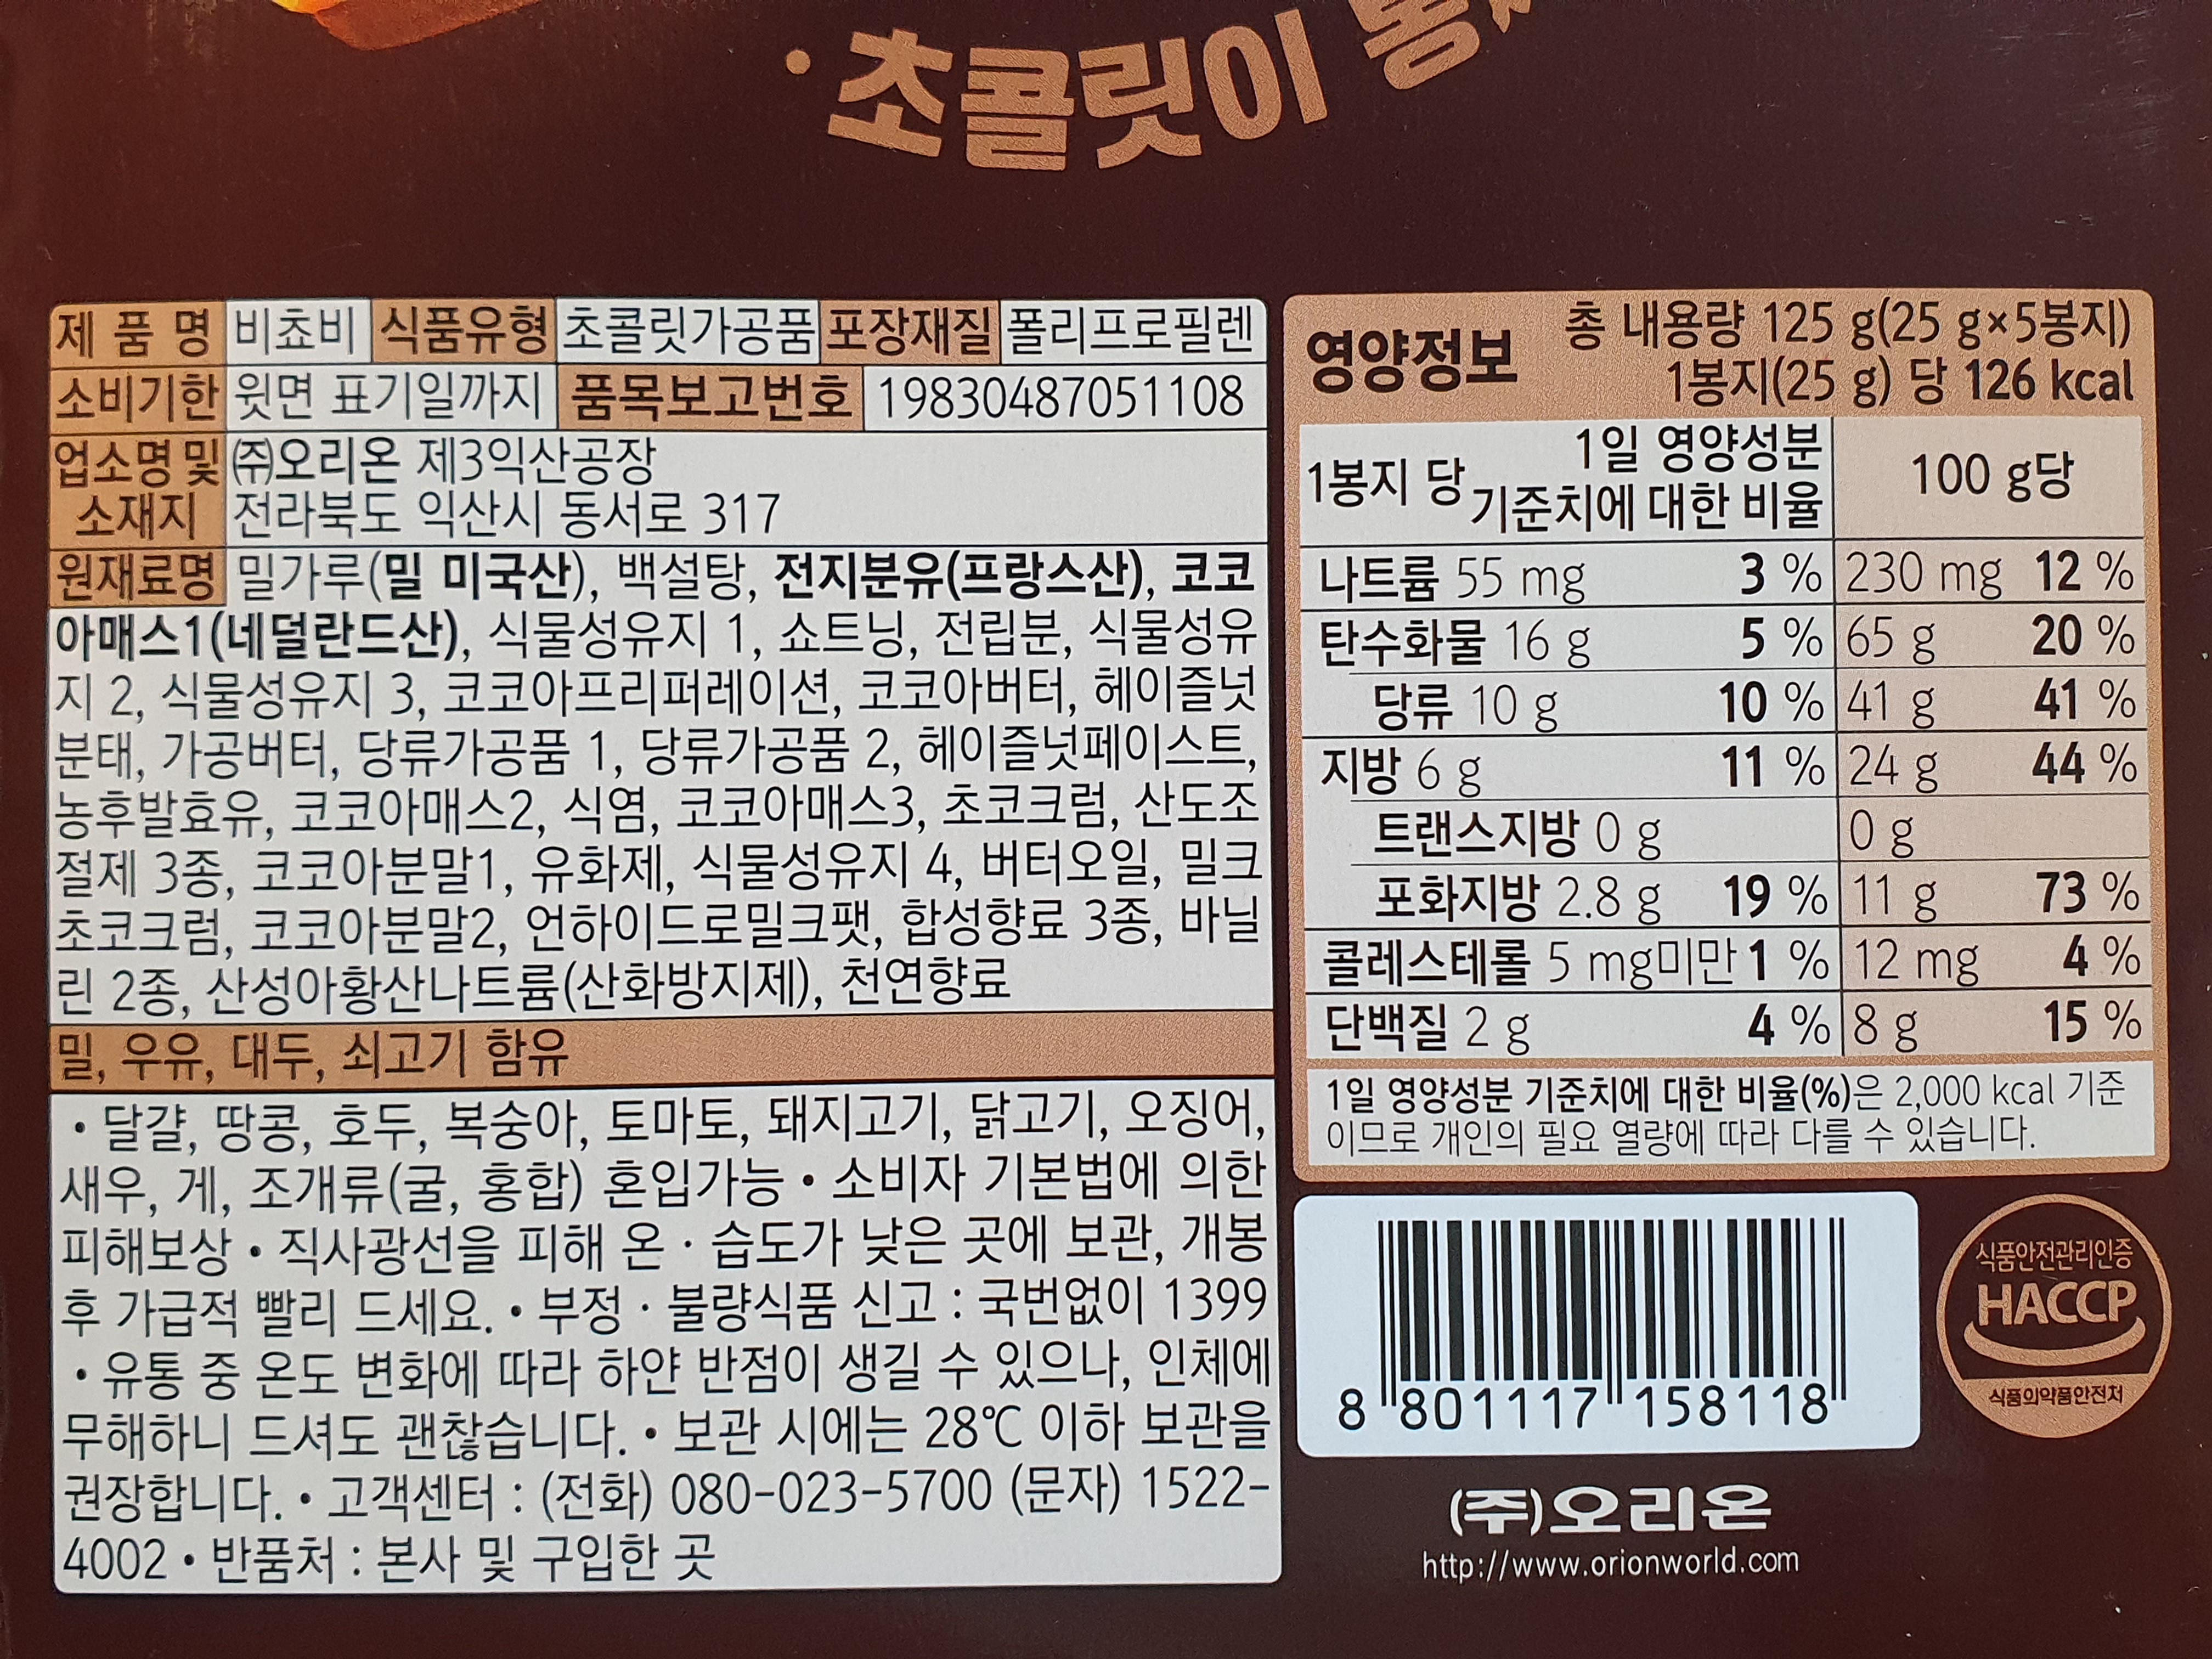 · 초콜릿이
제 품 명 비쵸비 식품유형 초콜릿가공품 포장재질 폴리프로필렌
소비기한 윗면 표기일까지 품목보고번호 19830487051108
업소명 및 ㈜오리온 제3익산공장
소재지 전라북도 익산시 동서로 317
원재료명 밀가루(밀 미국산), 백설탕, 전지분유(프랑스산), 코코
아매스1(네덜란드산), 식물성유지 1, 쇼트닝, 전립분, 식물성유
지 2, 식물성유지 3, 코코아프리퍼레이션, 코코아버터, 헤이즐넛
분태, 가공버터, 당류가공품 1, 당류가공품 2, 헤이즐넛페이스트,
농후발효유, 코코아매스2, 식염, 코코아매스3, 초코크럼, 산도조
절제 3종, 코코아분말1, 유화제, 식물성유지 4, 버터오일, 밀크
초코크럼, 코코아분말2, 언하이드로밀크팻, 합성향료 3종, 바닐
린 2종, 산성아황산나트륨(산화방지제), 천연향료
밀, 우유, 대두, 쇠고기 함유
• 달걀, 땅콩, 호두, 복숭아, 토마토, 돼지고기, 닭고기, 오징어,
새우, 게, 조개류(굴, 홍합) 혼입가능 • 소비자 기본법에 의한
피해보상 • 직사광선을 피해 온 · 습도가 낮은 곳에 보관, 개봉
후 가급적 빨리 드세요. • 부정 · 불량식품 신고 : 국번없이 1399
• 유통 중 온도 변화에 따라 하얀 반점이 생길 수 있으나, 인체에
무해하니 드셔도 괜찮습니다. • 보관 시에는 28℃ 이하 보관을
권장합니다. • 고객센터 : (전화) 080-023-5700 (문자) 1522-
4002 • 반품처 : 본사 및 구입한 곳
영양정보 총 내용량 125 g(25 g×5봉지)
1봉지(25 g) 당 126 kcal
1봉지 당 1일 영양성분
기준치에 대한 비율 100 g당
나트륨 55 mg 3 % 230 mg 12 %
탄수화물 16 g 5 % 65 g 20 %
당류 10 g 10 % 41 g 41 %
지방 6 g 11 % 24 g 44 %
트랜스지방 0 g 0 g
포화지방 2.8 g 19 % 11 g 73 %
콜레스테롤 5 mg미만 1 % 12 mg 4 %
단백질 2 g 4 % 8 g 15 %
1일 영양성분 기준치에 대한 비율(%)은 2,000 kcal 기준
이므로 개인의 필요 열량에 따라 다를 수 있습니다.
8 801117 158118
식품안전관리인증
HACCP
식품의약품안전처
(주)오리온
http://www.orionworld.com